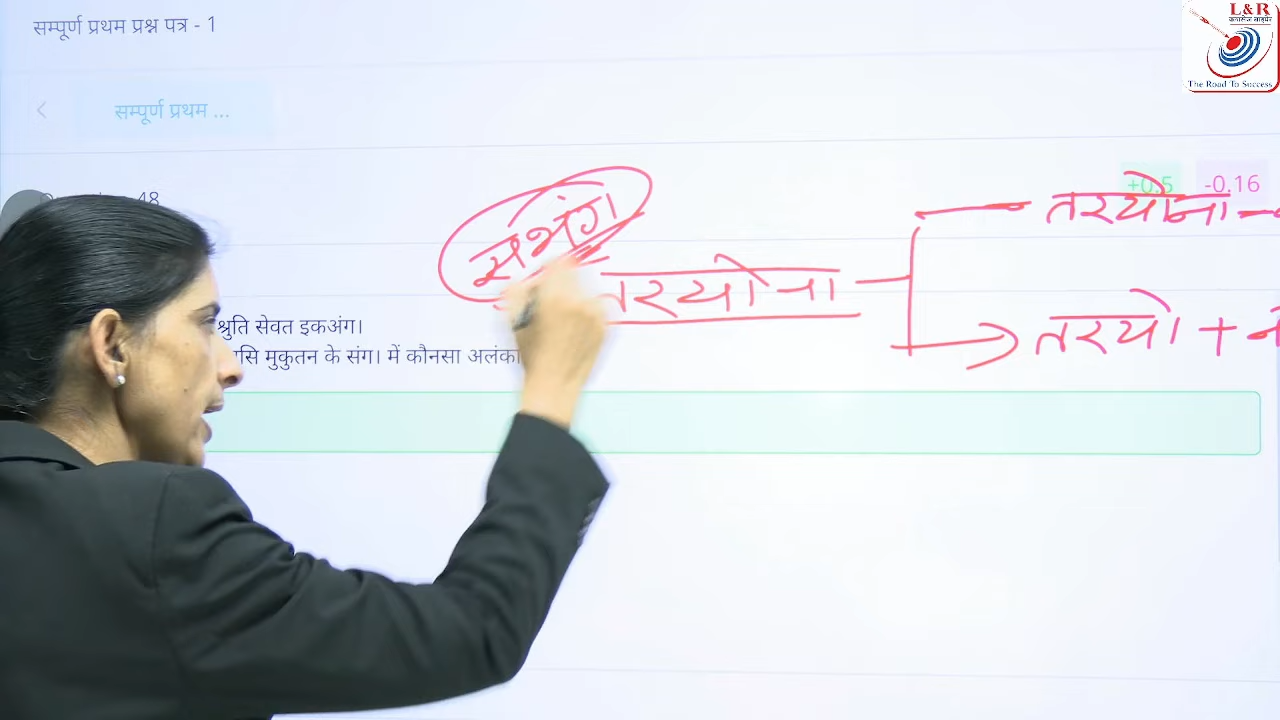 सम्पूर्ण प्रथम प्रश्न पत्र - 1
L&R
The Road To Success
सम्पूर्ण प्रथम ...
48
+0.5 -0.16
सभंग
तरयोना
तरयोना
तरयो +
श्रुति सेवत इकअंग।
मुकुतन के संग। में कौनसा